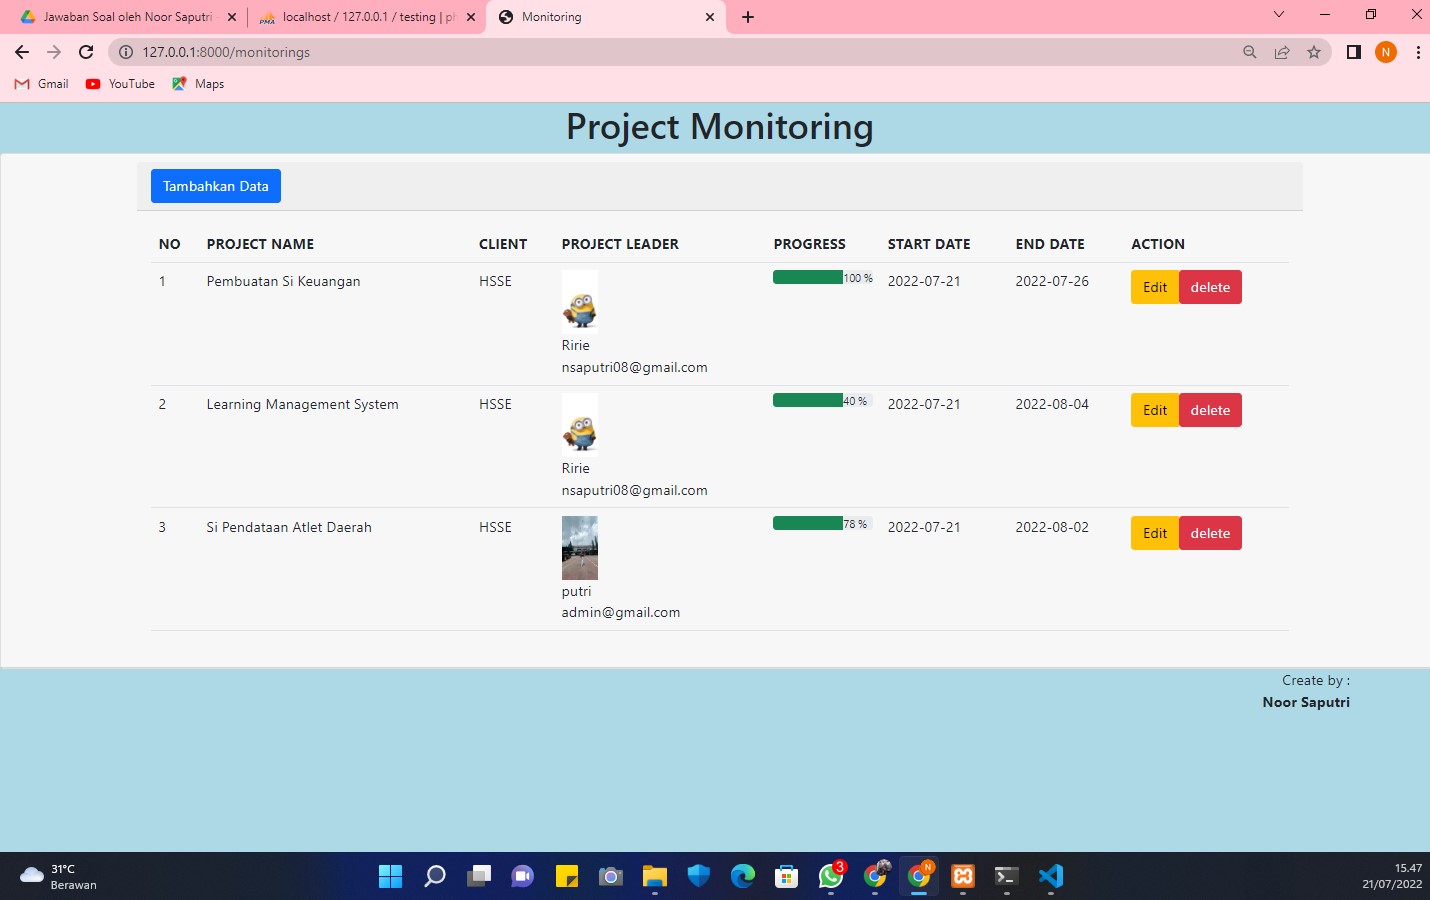 Jawaban Soal oleh Noor Saputri
localhost / 127.0.0.1 / testing | ph
Monitoring
127.0.0.1:8000/monitorings
N
Gmail
YouTube
Maps
Project Monitoring
Tambahkan Data
NO PROJECT NAME CLIENT PROJECT LEADER PROGRESS START DATE END DATE ACTION
1 Pembuatan Si Keuangan HSSE 100 % 2022-07-21 2022-07-26 Edit delete
Ririe
nsaputri08@gmail.com
2 Learning Management System HSSE 40 % 2022-07-21 2022-08-04 Edit delete
Ririe
nsaputri08@gmail.com
3 Si Pendataan Atlet Daerah HSSE 78 % 2022-07-21 2022-08-02 Edit delete
putri
admin@gmail.com
Create by :
Noor Saputri
31°C
Berawan
3
N
15.47
21/07/2022